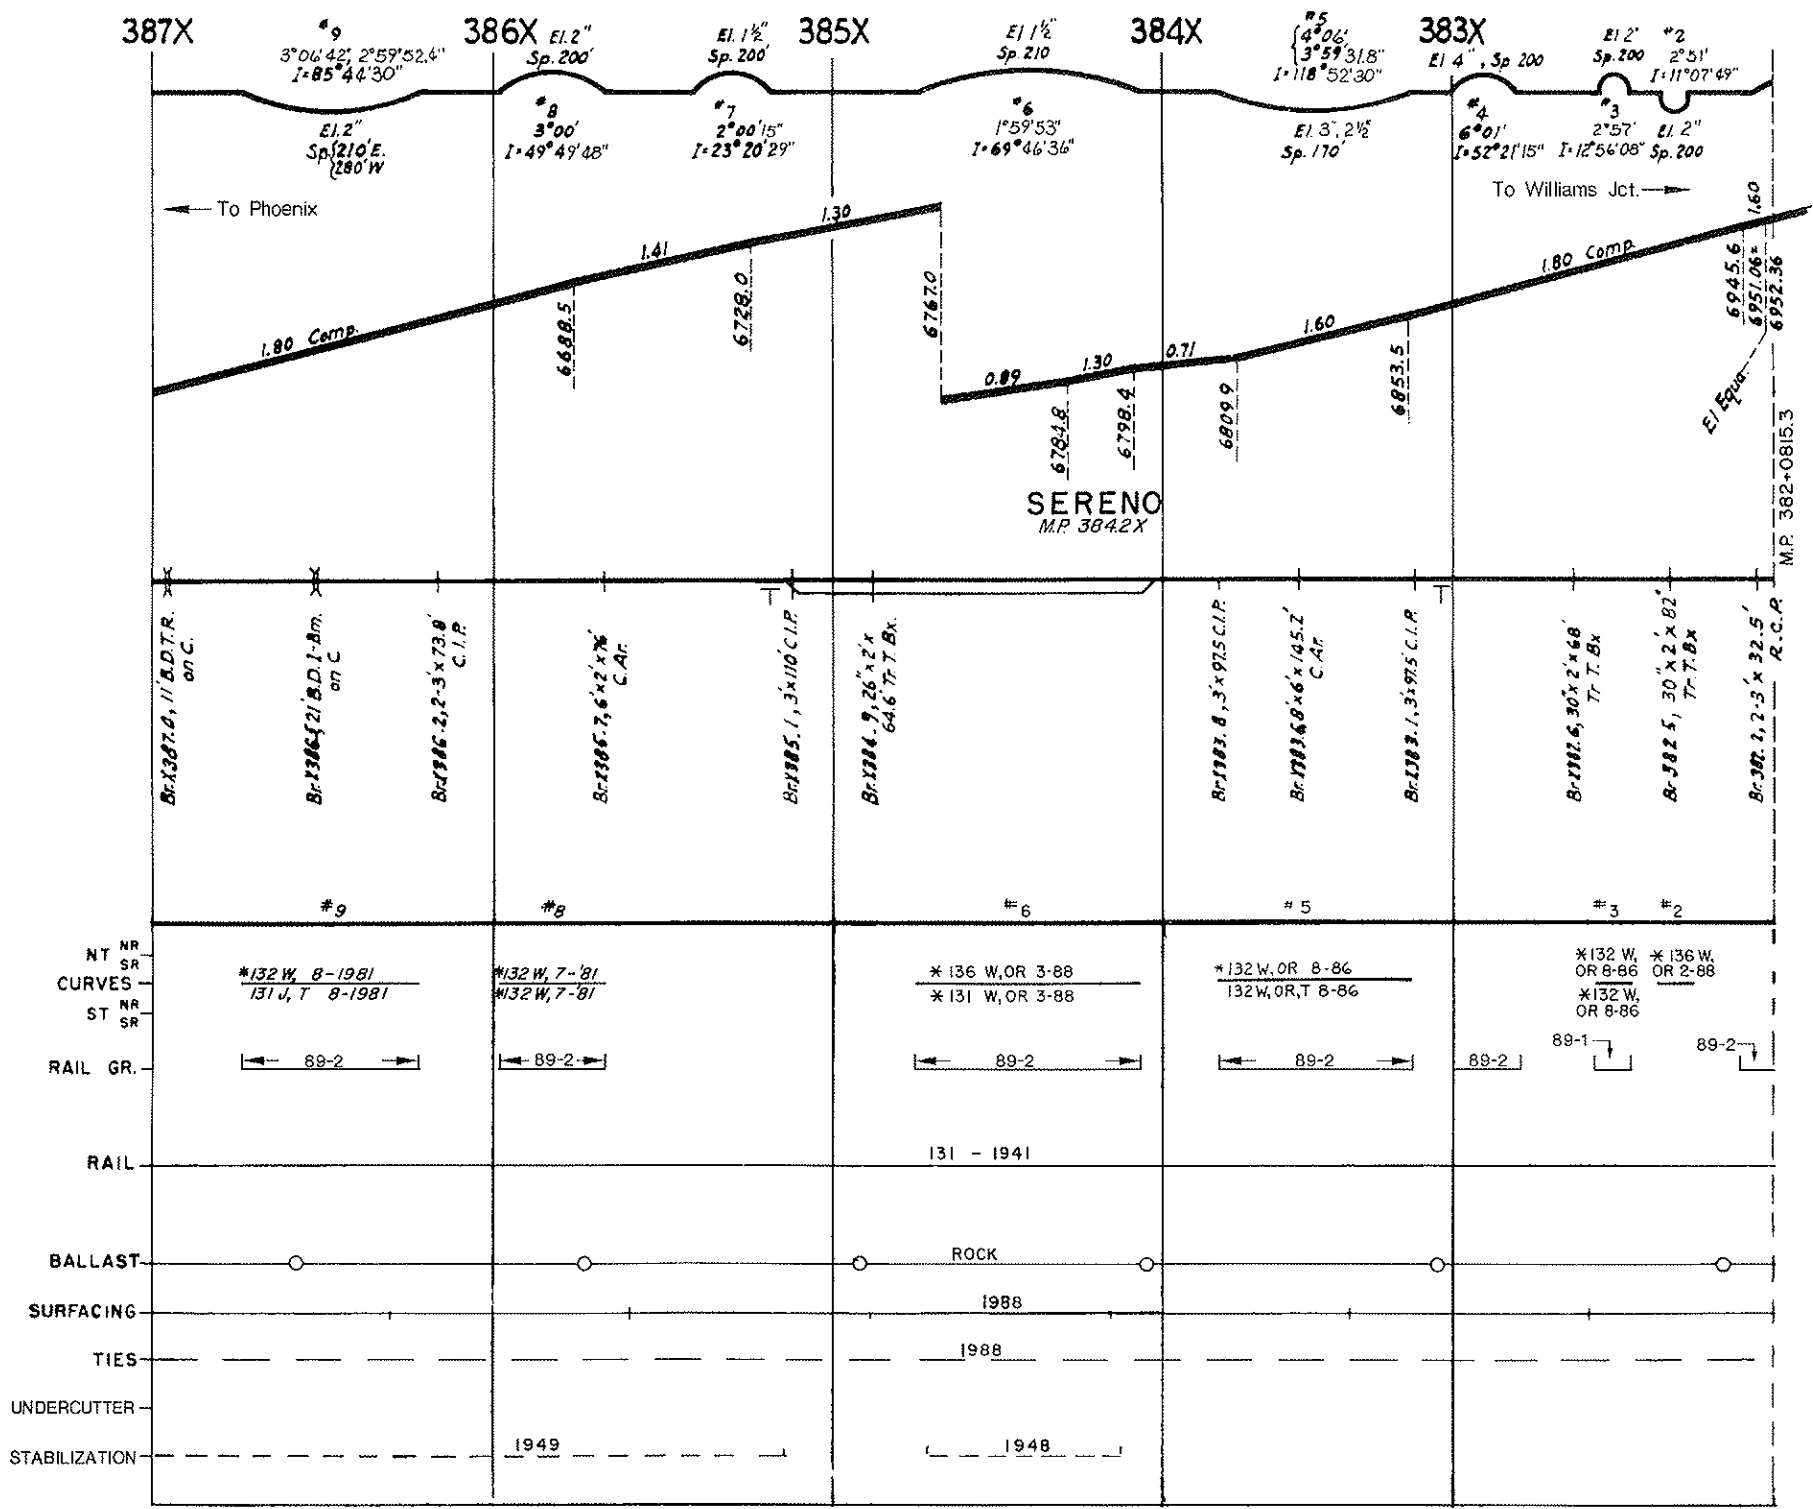 387X
386X
385X
384X
383X
#9
3°06'42", 2°59'52.4"
I=85°44'30"
El. 2"
Sp. 200'
El. 1½"
Sp. 200'
El 1½"
Sp. 210
#5
4°06'
3°59'31.8"
I=118°52'30"
El 4", Sp 200
El 2'
Sp. 200
#2
2°51'
I=11°07'49"
El. 2"
Sp. 210' E.
280' W
#8
3°00'
I=49°49'48"
#7
2°00'15"
I=23°20'29"
#6
1°59'53"
I=69°46'36"
El. 3", 2½"
Sp. 170'
#4
6°01'
I=52°21'15"
#3
2°57'
I=12°56'08"
El. 2"
Sp. 200
To Phoenix
To Williams Jct.
1.80 Comp.
1.41
1.30
0.89
1.30
0.71
1.60
1.80 Comp.
1.60
6688.5
6728.0
6767.0
6784.8
6798.4
6809.9
6853.5
6945.6
6951.06=
6952.36
El Equa.
M.P. 382+0815.3
SERENO
M.P. 384.2X
Br.X387.0, 11' B.D.T.R.
on C.
21' B.D. I-Bm.
on C
Br.X386.2, 2-3'x73.8'
C.I.P.
Br.X385.7, 6'x2'x76'
C.Ar.
Br.X385.1, 3'x110' C.I.P.
Br.X384.9, 26"x2'x
64.6' Tr. T. Bx.
Br.X383.8, 3'x97.5' C.I.P.
Br.X383.6 8'x6'x145.2'
C.Ar.
Br.X383.1, 3'x97.5' C.I.P.
Br.X382.6, 30"x2'x68'
Tr. T. Bx
Br. 382.5, 30"x2'x82'
Tr. T. Bx
Br. 382.2, 2-3'x32.5'
R.C.P.
#9
#8
#6
#5
#3
#2
NT NR
SR
CURVES
ST NR
SR
*132 W, 8-1981
131 J, T 8-1981
*132 W, 7-'81
*132 W, 7-'81
*136 W, OR 3-88
*131 W, OR 3-88
*132 W, OR 8-86
132 W, OR, T 8-86
*132 W,
OR 8-86
*132 W,
OR 8-86
*136 W,
OR 2-88
RAIL GR.
89-2
89-2
89-2
89-2
89-2
89-1
89-2
RAIL
131 - 1941
BALLAST
ROCK
SURFACING
1988
TIES
1988
UNDERCUTTER
STABILIZATION
1949
1948